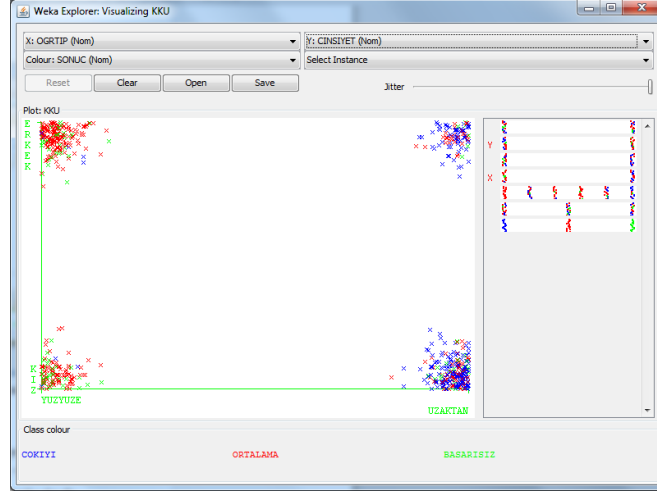 Weka Explorer: Visualizing KKU
X: OGRTIP (Nom)
Y: CINSIYET (Nom)
Colour: SONUC (Nom)
Select Instance
Reset
Clear
Open
Save
Jitter
Plot: KKU
ERKEK
KIZ
YUZYUZE
UZAKTAN
Y
X
Class colour
COKIYI
ORTALAMA
BASARISIZ